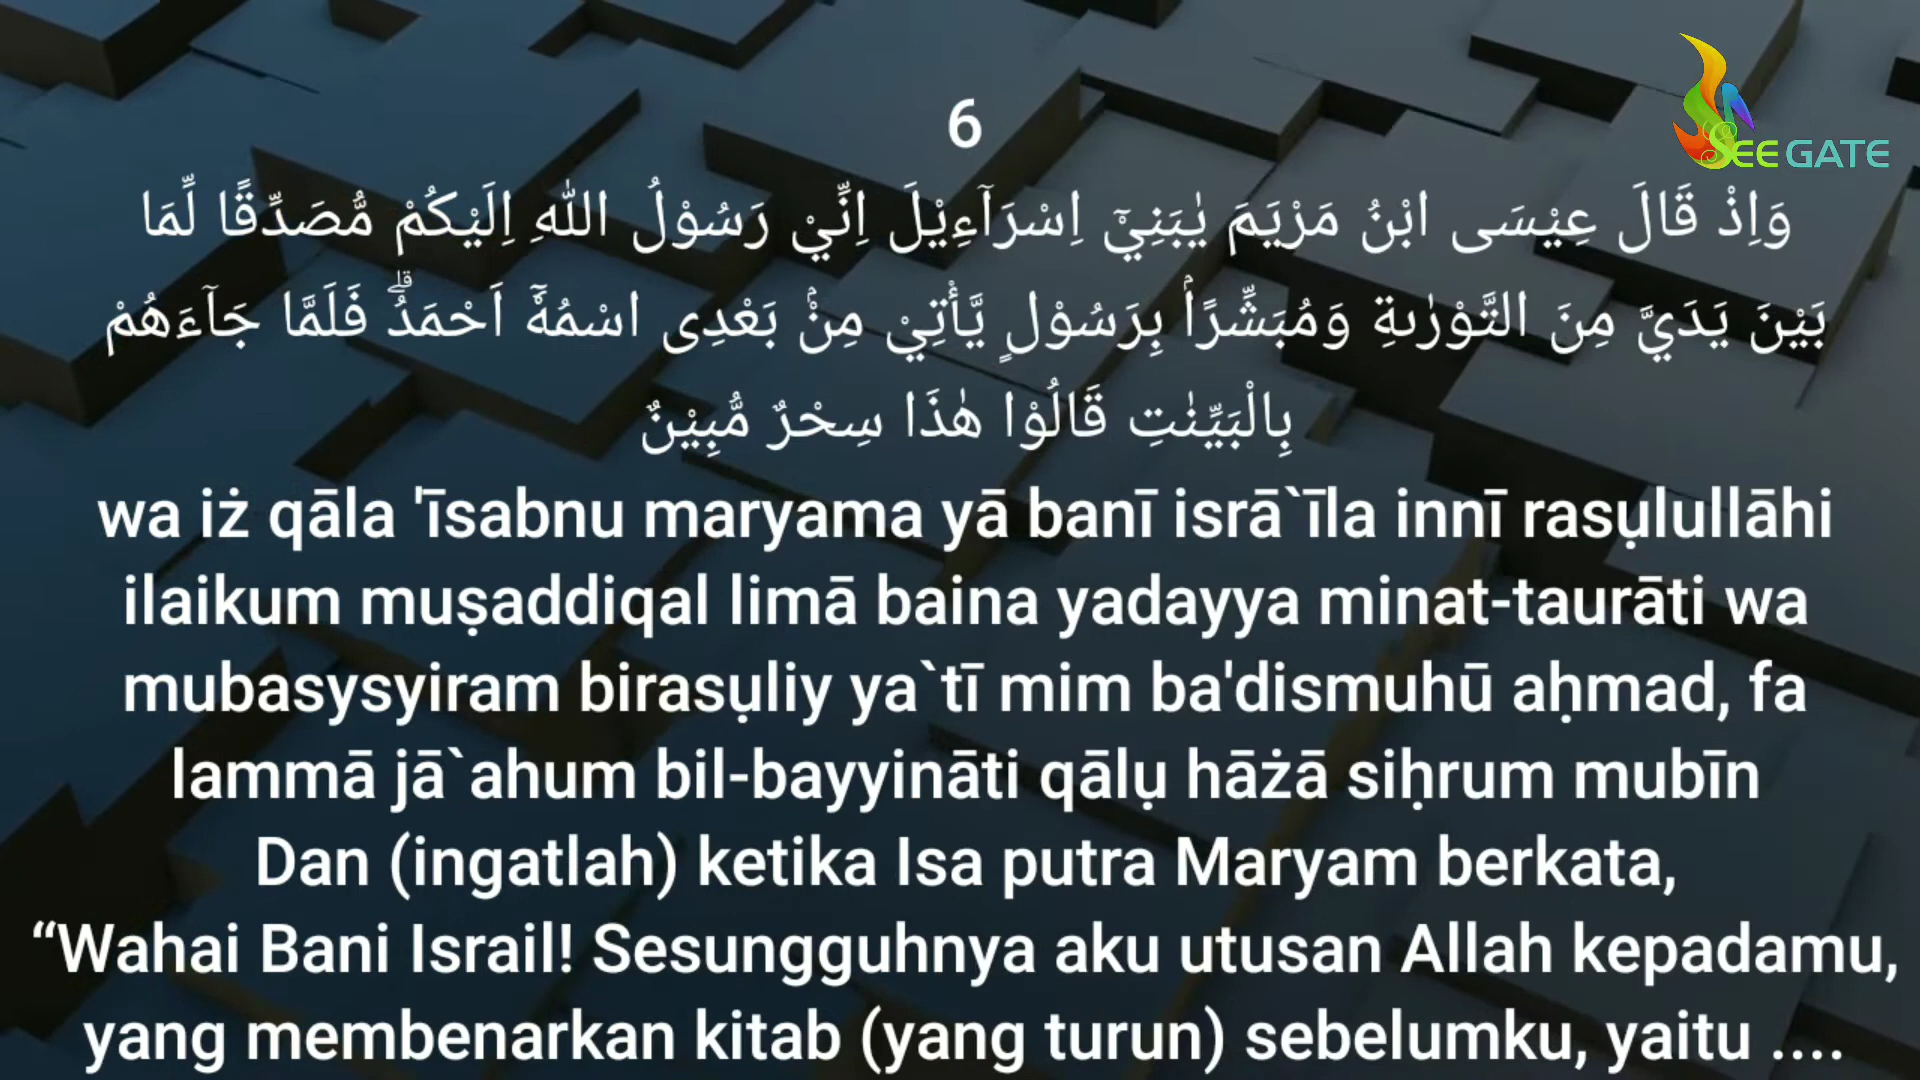 SEE GATE
6
وَاِذْ قَالَ عِيْسَى ابْنُ مَرْيَمَ يٰبَنِيْٓ اِسْرَاۤءِيْلَ اِنِّيْ رَسُوْلُ اللّٰهِ اِلَيْكُمْ مُّصَدِّقًا لِّمَا
بَيْنَ يَدَيَّ مِنَ التَّوْرٰىةِ وَمُبَشِّرًاۢ بِرَسُوْلٍ يَّأْتِيْ مِنْۢ بَعْدِى اسْمُهٗٓ اَحْمَدُۗ فَلَمَّا جَاۤءَهُمْ
بِالْبَيِّنٰتِ قَالُوْا هٰذَا سِحْرٌ مُّبِيْنٌ
wa iż qāla 'īsabnu maryama yā banī isrā`īla innī rasụlullāhi
ilaikum muṣaddiqal limā baina yadayya minat-taurāti wa
mubasysyiram birasụliy ya`tī mim ba'dismuhū aḥmad, fa
lammā jā`ahum bil-bayyināti qālụ hāżā siḥrum mubīn
Dan (ingatlah) ketika Isa putra Maryam berkata,
“Wahai Bani Israil! Sesungguhnya aku utusan Allah kepadamu,
yang membenarkan kitab (yang turun) sebelumku, yaitu ....